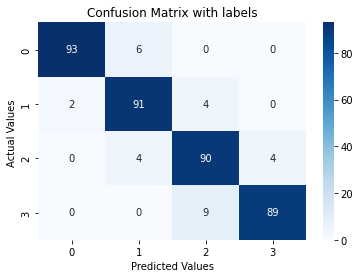 Confusion Matrix with labels
0 93 6 0 0
1 2 91 4 0
2 0 4 90 4
3 0 0 9 89
0 1 2 3
Actual Values
Predicted Values
80
60
40
20
0